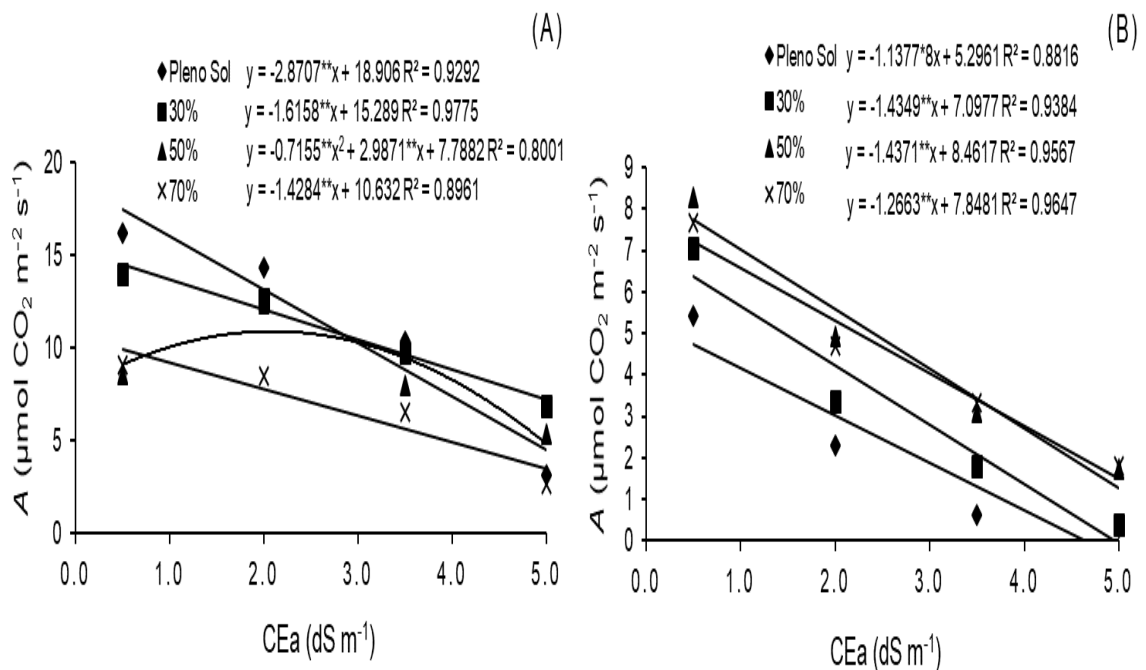 (A)
Pleno Sol y = -2.8707**x + 18.906 R² = 0.9292
30% y = -1.6158**x + 15.289 R² = 0.9775
50% y = -0.7155**x² + 2.9871**x + 7.7882 R² = 0.8001
70% y = -1.4284**x + 10.632 R² = 0.8961
A (µmol CO₂ m⁻² s⁻¹)
20
15
10
5
0
0.0 1.0 2.0 3.0 4.0 5.0
CEa (dS m⁻¹)
(B)
Pleno Sol y = -1.1377*8x + 5.2961 R² = 0.8816
30% y = -1.4349**x + 7.0977 R² = 0.9384
50% y = -1.4371**x + 8.4617 R² = 0.9567
70% y = -1.2663**x + 7.8481 R² = 0.9647
A (µmol CO₂ m⁻² s⁻¹)
9
8
7
6
5
4
3
2
1
0
0.0 1.0 2.0 3.0 4.0 5.0
CEa (dS m⁻¹)